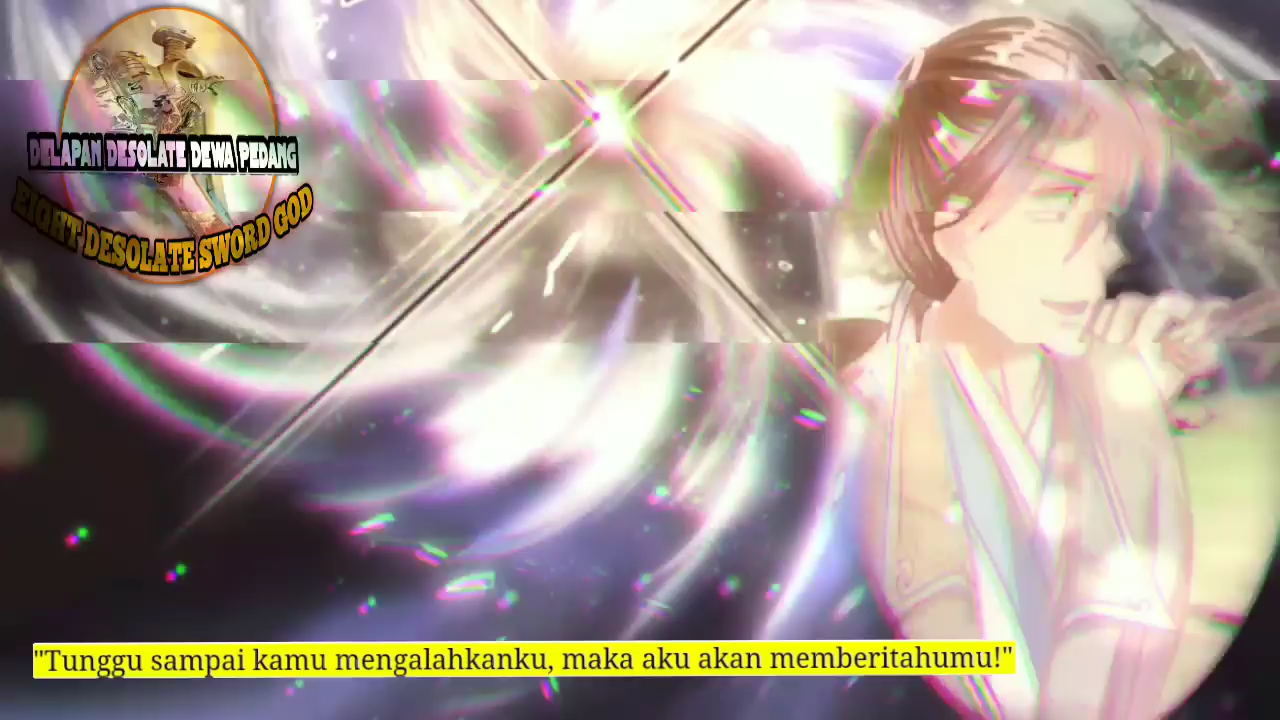 DELAPAN DESOLATE DEWA PEDANG
EIGHT DESOLATE SWORD GOD
"Tunggu sampai kamu mengalahkanku, maka aku akan memberitahumu!"